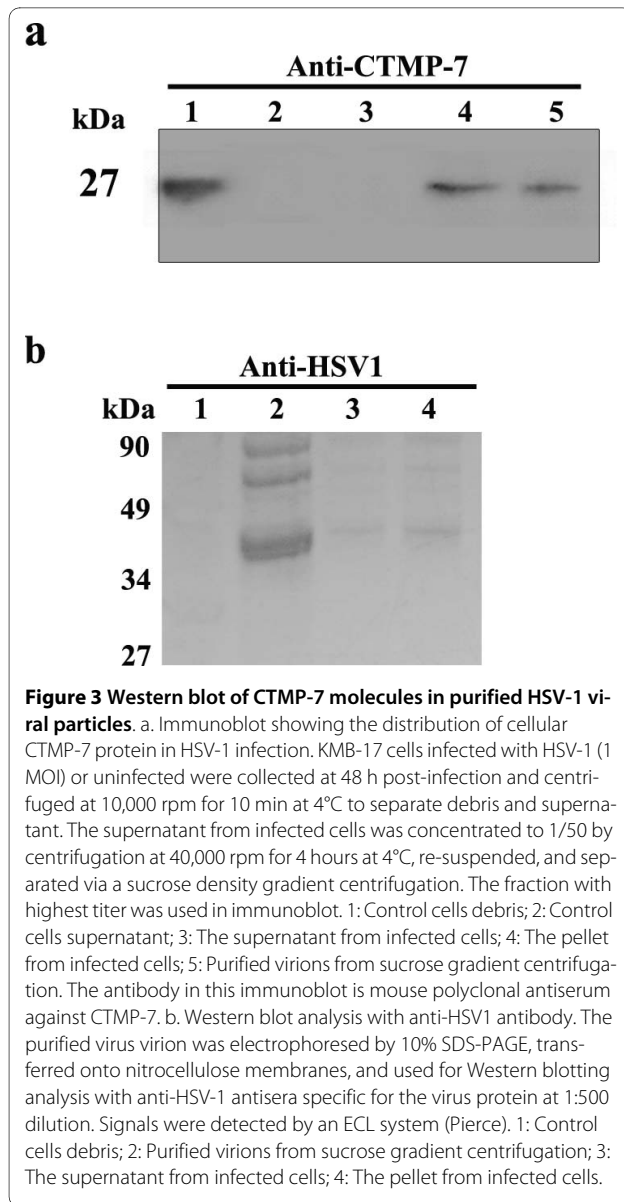 a
Anti-CTMP-7
kDa 1 2 3 4 5
27
b
Anti-HSV1
kDa 1 2 3 4
90
49
34
27
Figure 3 Western blot of CTMP-7 molecules in purified HSV-1 vi-
ral particles. a. Immunoblot showing the distribution of cellular
CTMP-7 protein in HSV-1 infection. KMB-17 cells infected with HSV-1 (1
MOI) or uninfected were collected at 48 h post-infection and centri-
fuged at 10,000 rpm for 10 min at 4°C to separate debris and superna-
tant. The supernatant from infected cells was concentrated to 1/50 by
centrifugation at 40,000 rpm for 4 hours at 4°C, re-suspended, and sep-
arated via a sucrose density gradient centrifugation. The fraction with
highest titer was used in immunoblot. 1: Control cells debris; 2: Control
cells supernatant; 3: The supernatant from infected cells; 4: The pellet
from infected cells; 5: Purified virions from sucrose gradient centrifuga-
tion. The antibody in this immunoblot is mouse polyclonal antiserum
against CTMP-7. b. Western blot analysis with anti-HSV1 antibody. The
purified virus virion was electrophoresed by 10% SDS-PAGE, trans-
ferred onto nitrocellulose membranes, and used for Western blotting
analysis with anti-HSV-1 antisera specific for the virus protein at 1:500
dilution. Signals were detected by an ECL system (Pierce). 1: Control
cells debris; 2: Purified virions from sucrose gradient centrifugation; 3:
The supernatant from infected cells; 4: The pellet from infected cells.